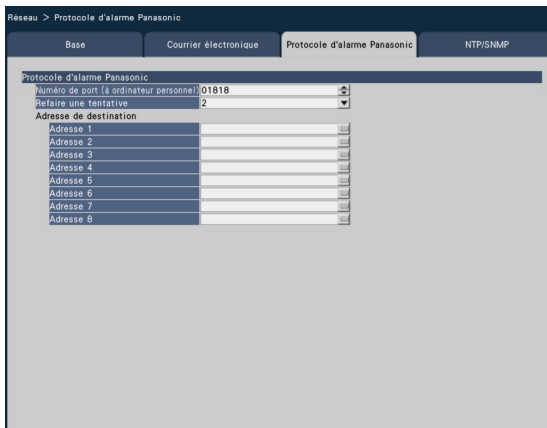 Réseau > Protocole d'alarme Panasonic
Base
Courrier électronique
Protocole d'alarme Panasonic
NTP/SNMP
Protocole d'alarme Panasonic
Numéro de port (à ordinateur personnel) 01818
Refaire une tentative 2
Adresse de destination
Adresse 1
Adresse 2
Adresse 3
Adresse 4
Adresse 5
Adresse 6
Adresse 7
Adresse 8